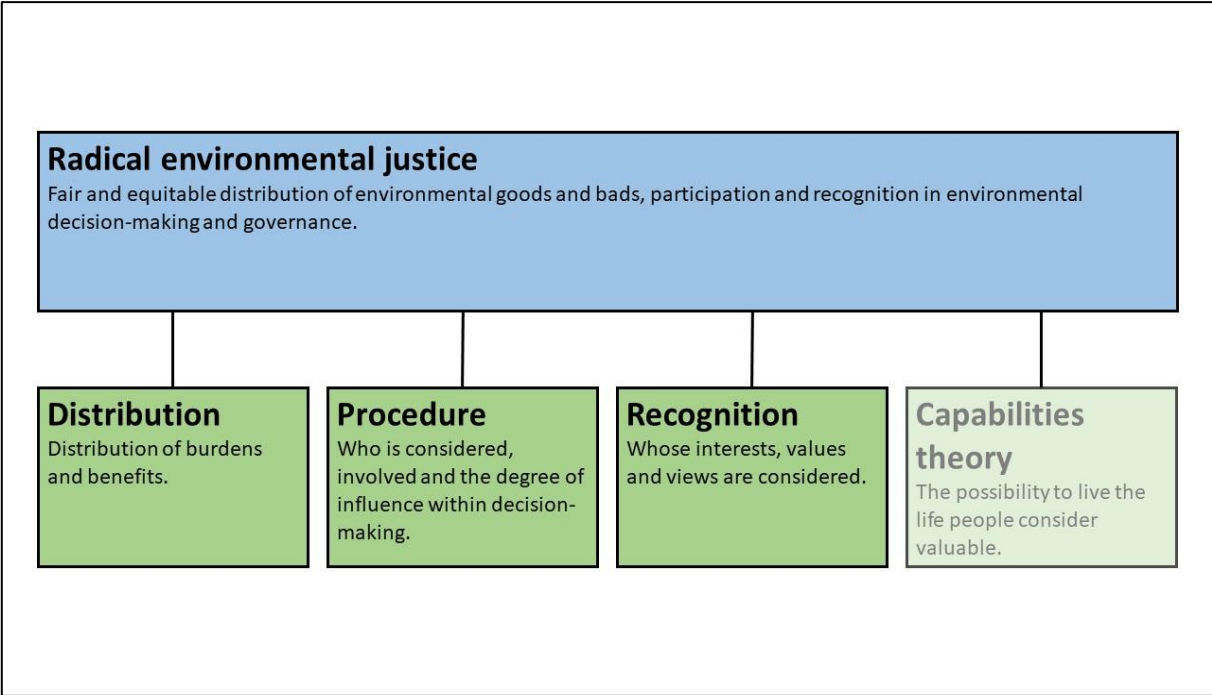 Radical environmental justice
Fair and equitable distribution of environmental goods and bads, participation and recognition in environmental
decision-making and governance.
Distribution
Distribution of burdens
and benefits.
Procedure
Who is considered,
involved and the degree of
influence within decision-
making.
Recognition
Whose interests, values
and views are considered.
Capabilities
theory
The possibility to live the
life people consider
valuable.